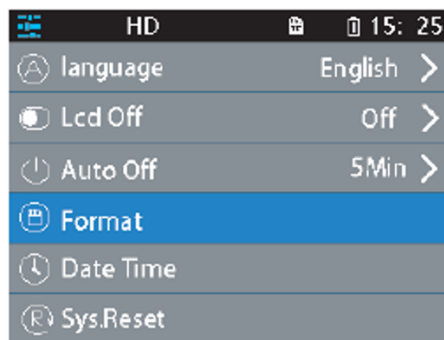 HD 15: 25
language English
Lcd Off Off
Auto Off 5Min
Format
Date Time
Sys.Reset